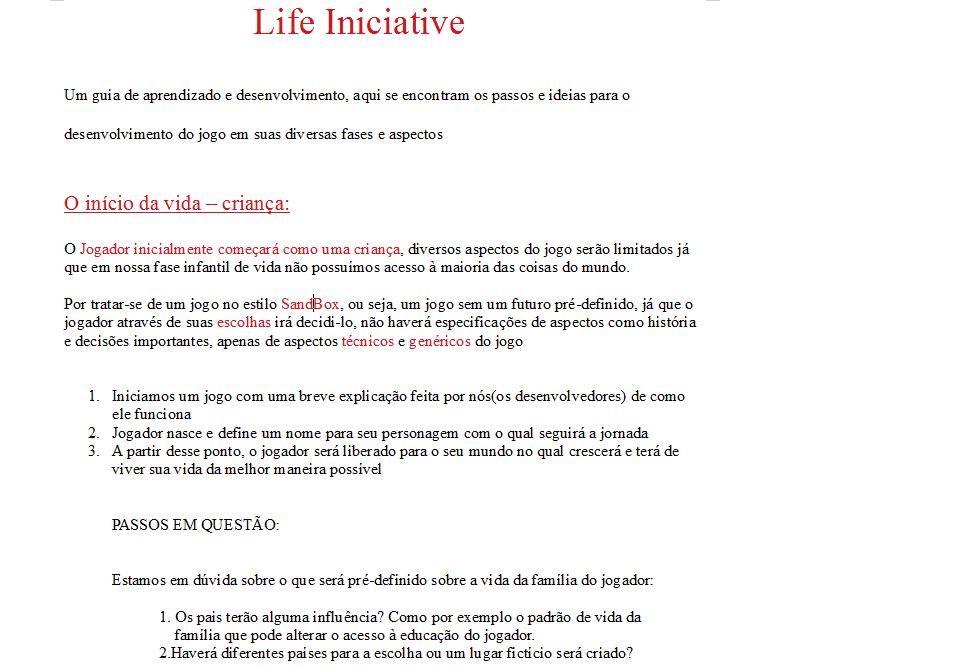 Life Iniciative
Um guia de aprendizado e desenvolvimento, aqui se encontram os passos e ideias para o
desenvolvimento do jogo em suas diversas fases e aspectos
O início da vida – criança:
O Jogador inicialmente começará como uma criança, diversos aspectos do jogo serão limitados já
que em nossa fase infantil de vida não possuimos acesso à maioria das coisas do mundo.
Por tratar-se de um jogo no estilo SandBox, ou seja, um jogo sem um futuro pré-definido, já que o
jogador através de suas escolhas irá decidi-lo, não haverá especificações de aspectos como história
e decisões importantes, apenas de aspectos técnicos e genéricos do jogo
1. Iniciamos um jogo com uma breve explicação feita por nós(os desenvolvedores) de como
ele funciona
2. Jogador nasce e define um nome para seu personagem com o qual seguirá a jornada
3. A partir desse ponto, o jogador será liberado para o seu mundo no qual crescerá e terá de
viver sua vida da melhor maneira possivel
PASSOS EM QUESTÃO:
Estamos em dúvida sobre o que será pré-definido sobre a vida da familia do jogador:
1. Os pais terão alguma influência? Como por exemplo o padrão de vida da
familia que pode alterar o acesso à educação do jogador.
2.Haverá diferentes paises para a escolha ou um lugar ficticio será criado?